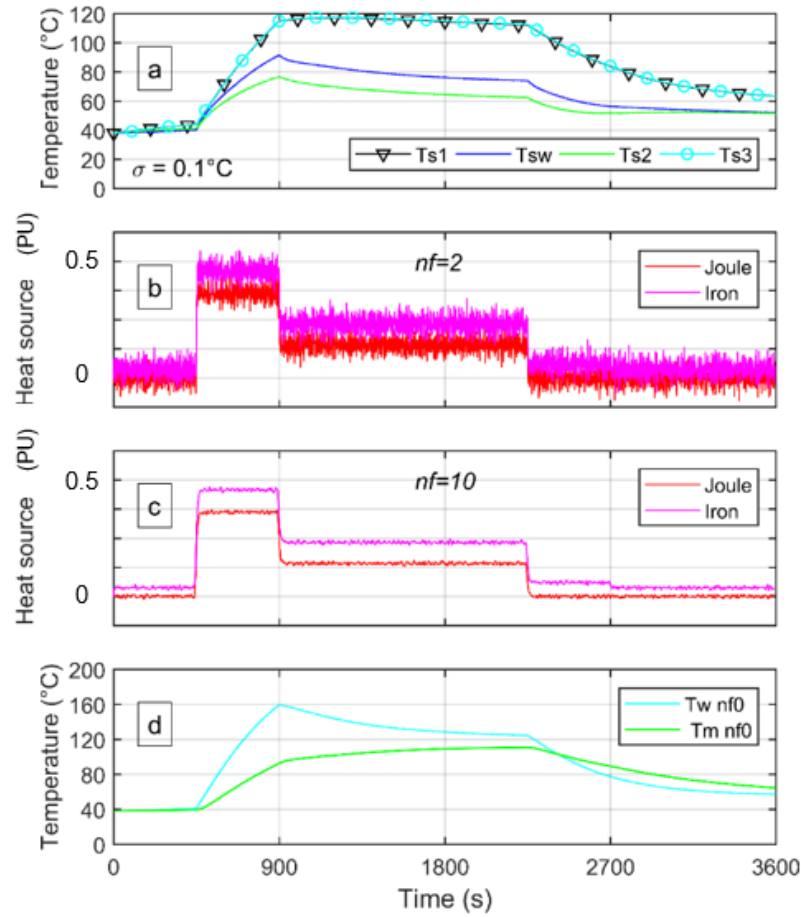 Temperature (°C)
120
100
80
60
40
20
0
a
σ = 0.1°C
Ts1 Tsw Ts2 Ts3
Heat source (PU)
0.5
0
b
nf=2
Joule
Iron
Heat source (PU)
0.5
0
c
nf=10
Joule
Iron
Temperature (°C)
200
160
120
80
40
0
d
Tw nf0
Tm nf0
0 900 1800 2700 3600
Time (s)